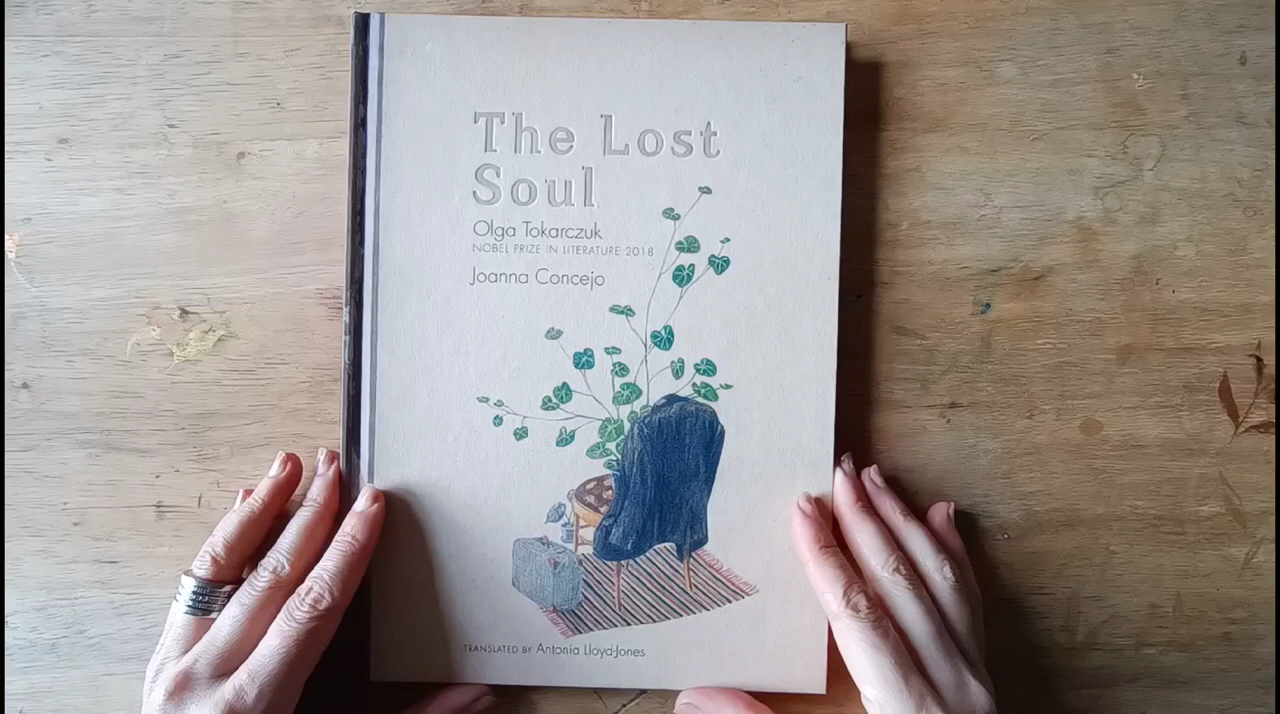 The Lost
Soul
Olga Tokarczuk
NOBEL PRIZE IN LITERATURE 2018
Joanna Concejo
TRANSLATED BY Antonia Lloyd-Jones